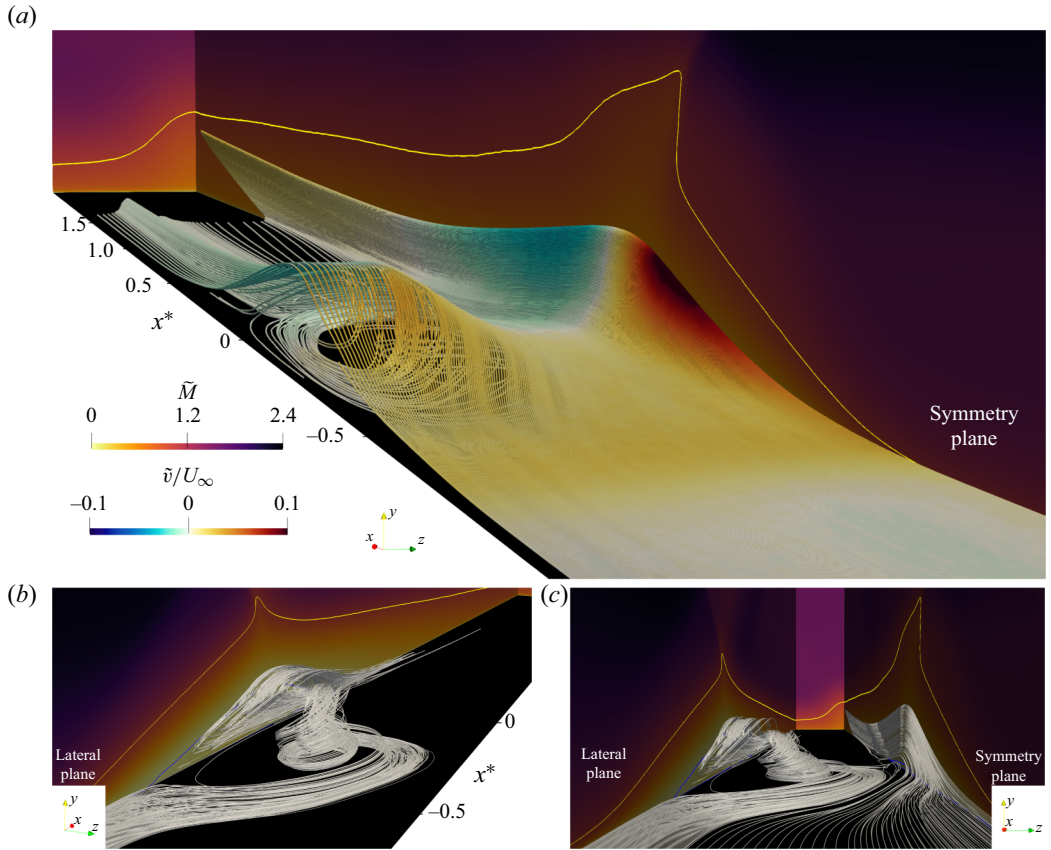 (a)
1.5
1.0
0.5
x*
0
M̃
0 1.2 2.4
–0.5
Symmetry
plane
ṽ/U∞
–0.1 0 0.1
y
x z
(b) (c)
0
Lateral
plane
x*
Lateral
plane
Symmetry
plane
y
x
z
–0.5
y
x z